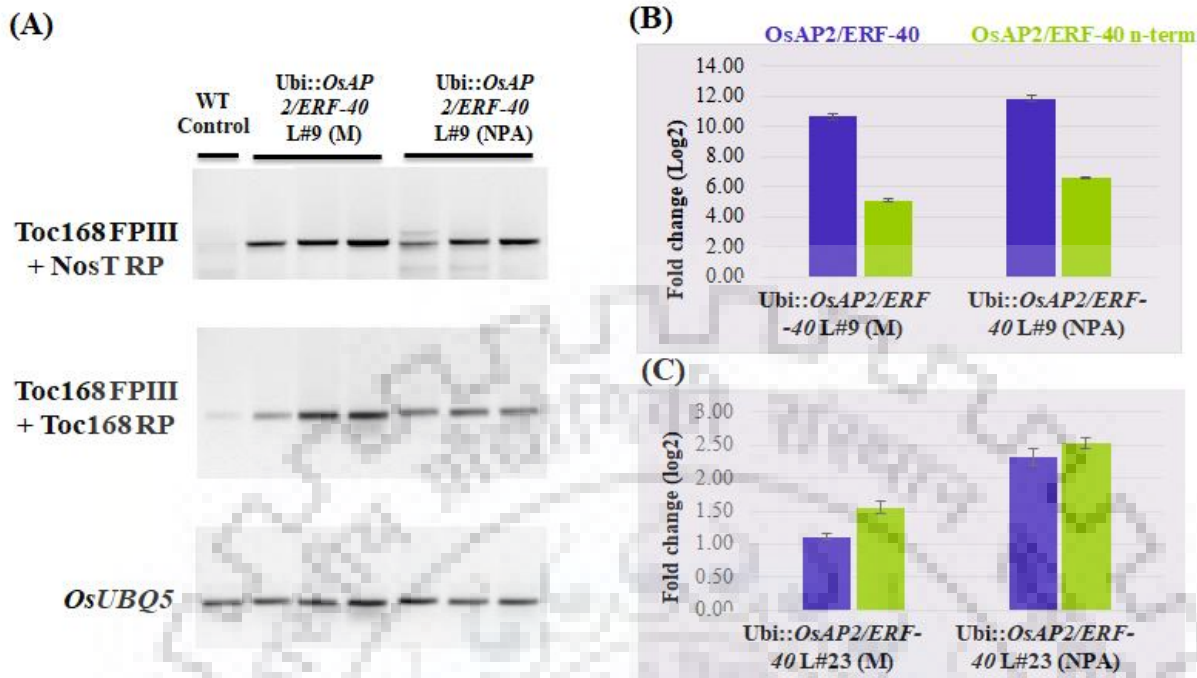 (A)
WT
Control
Ubi::OsAP
2/ERF-40
L#9 (M)
Ubi::OsAP
2/ERF-40
L#9 (NPA)
Toc168 FPIII
+ NosT RP
Toc168 FPIII
+ Toc168 RP
OsUBQ5
(B)
OsAP2/ERF-40
OsAP2/ERF-40 n-term
Fold change (Log2)
14.00
12.00
10.00
8.00
6.00
4.00
2.00
0.00
Ubi::OsAP2/ERF
-40 L#9 (M)
Ubi::OsAP2/ERF-
40 L#9 (NPA)
(C)
Fold change (log2)
3.00
2.50
2.00
1.50
1.00
0.50
0.00
Ubi::OsAP2/ERF-
40 L#23 (M)
Ubi::OsAP2/ERF-
40 L#23 (NPA)